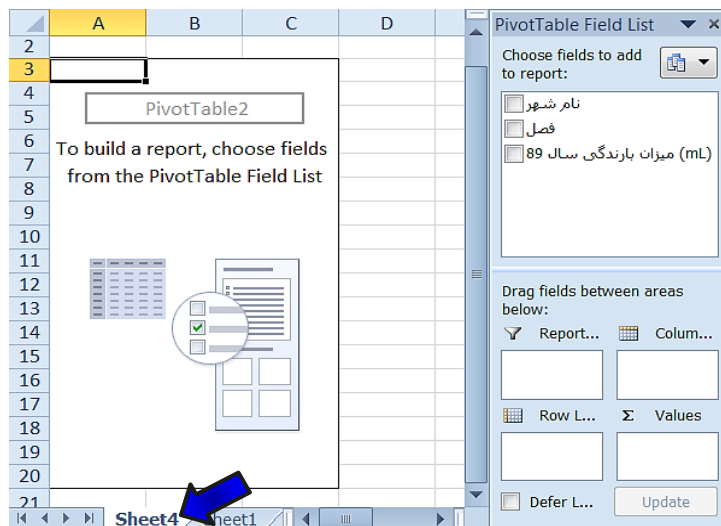 A B C D
2
3
4
5
6
7
8
9
10
11
12
13
14
15
16
17
18
19
20
21
PivotTable2
To build a report, choose fields
from the PivotTable Field List
Sheet4
Sheet1
PivotTable Field List
Choose fields to add
to report:
نام شهر
فصل
میزان بارندگی سال 89 (mL)
Drag fields between areas
below:
Report... Colum...
Row L... Σ Values
Defer L... Update